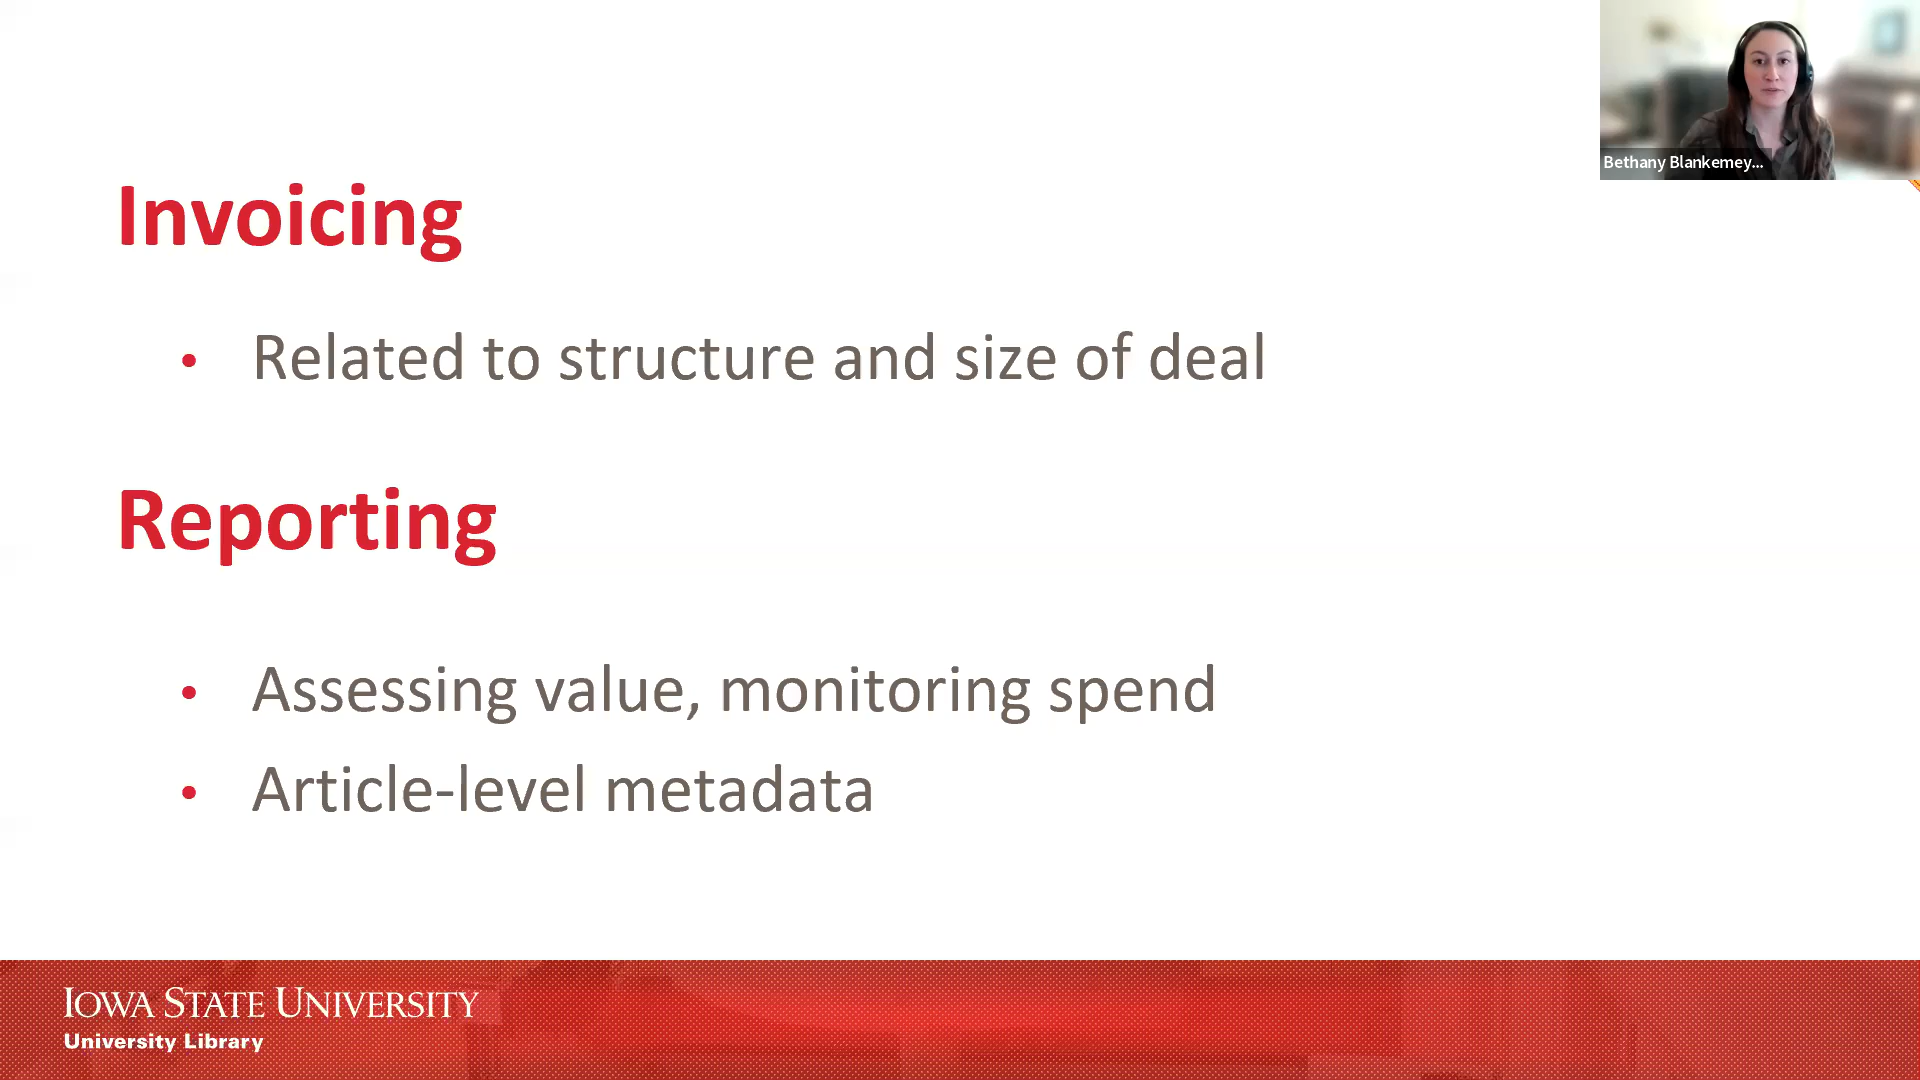 Bethany Blankemey...
Invoicing
• Related to structure and size of deal
Reporting
• Assessing value, monitoring spend
• Article-level metadata
IOWA STATE UNIVERSITY
University Library